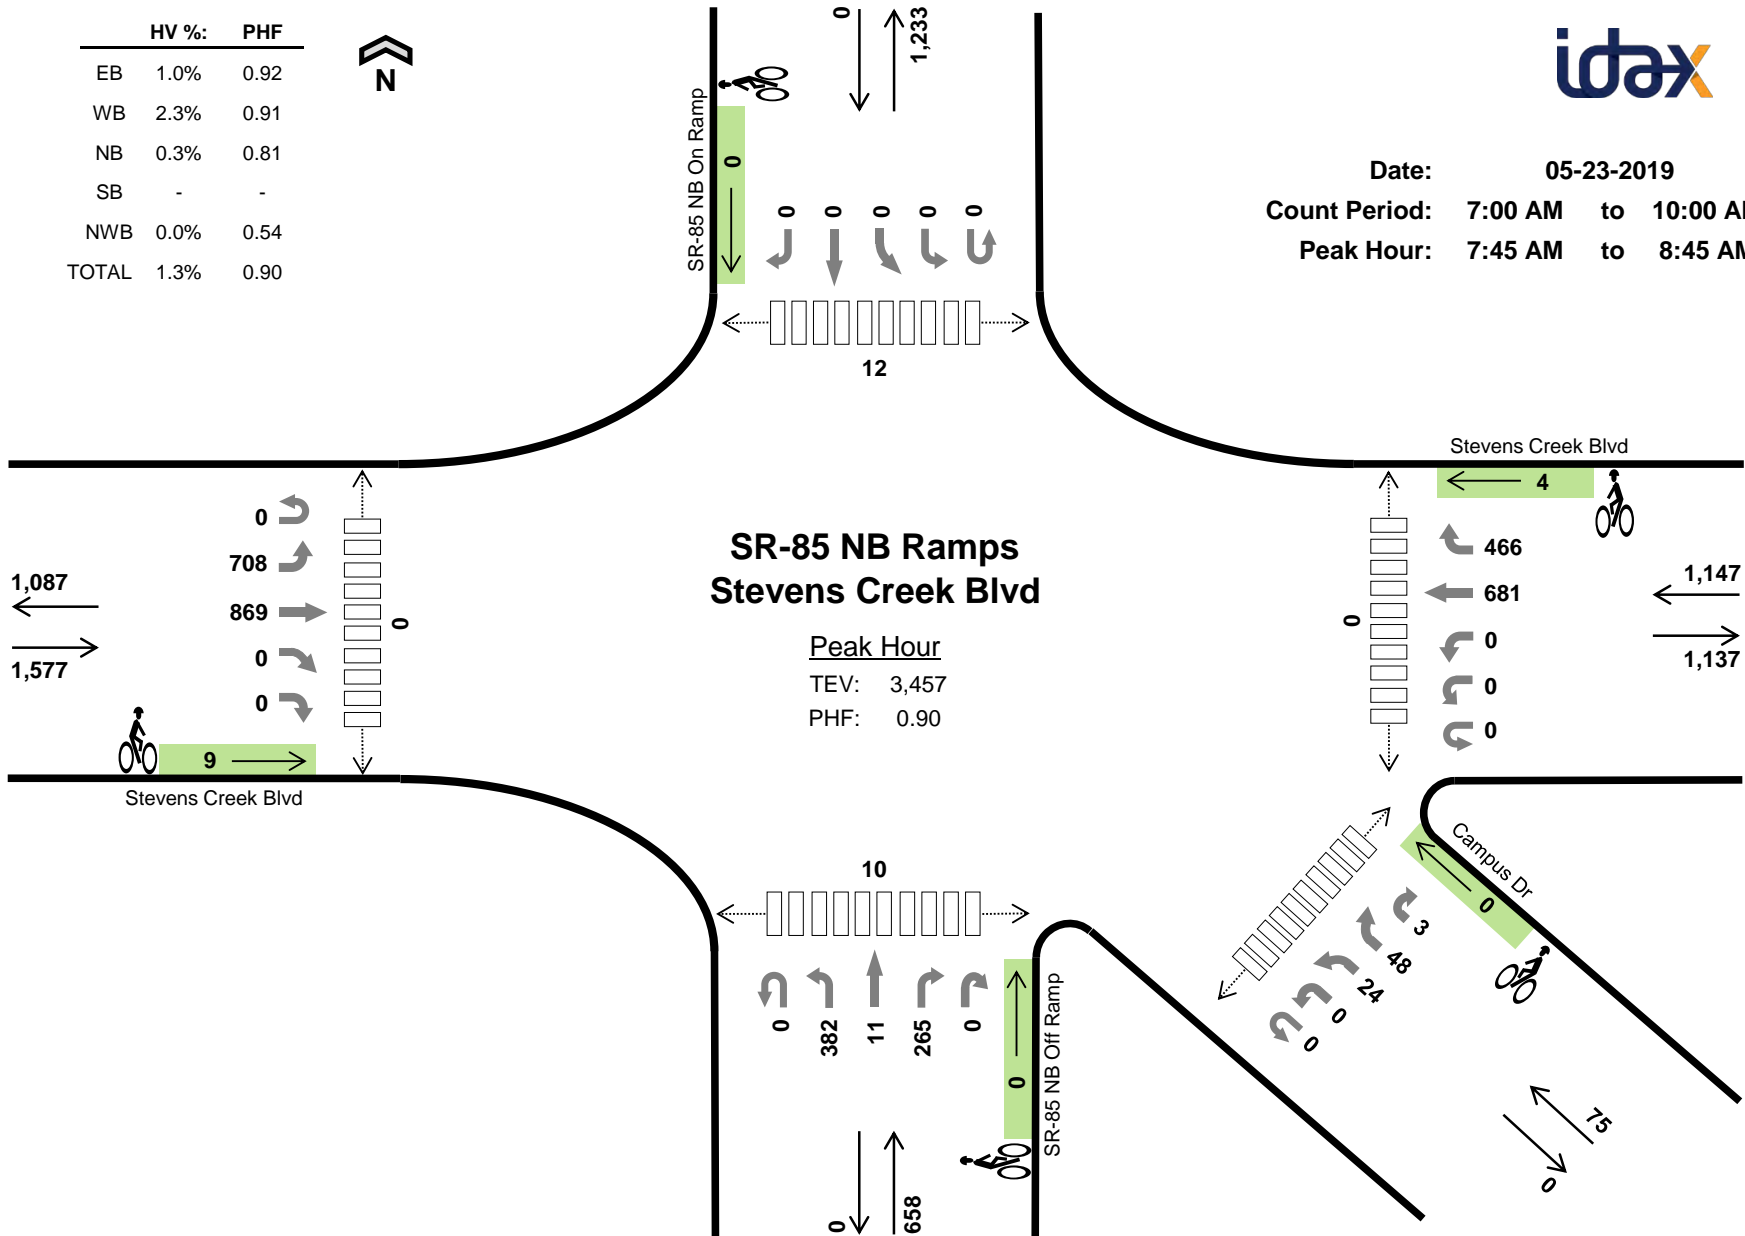 HV %: PHF
EB 1.0% 0.92
WB 2.3% 0.91
NB 0.3% 0.81
SB - -
NWB 0.0% 0.54
TOTAL 1.3% 0.90
N
idax
Date: 05-23-2019
Count Period: 7:00 AM to 10:00 A
Peak Hour: 7:45 AM to 8:45 A
0
1,233
SR-85 NB On Ramp
0
0 0 0 0 0
12
Stevens Creek Blvd
4
466
681
0
0
0
0
1,147
1,137
0
708
869
0
0
0
1,087
1,577
9
Stevens Creek Blvd
SR-85 NB Ramps
Stevens Creek Blvd
Peak Hour
TEV: 3,457
PHF: 0.90
10
0 382 11 265 0
0
SR-85 NB Off Ramp
0
658
Campus Dr
0
3
48
24
0
0
75
0